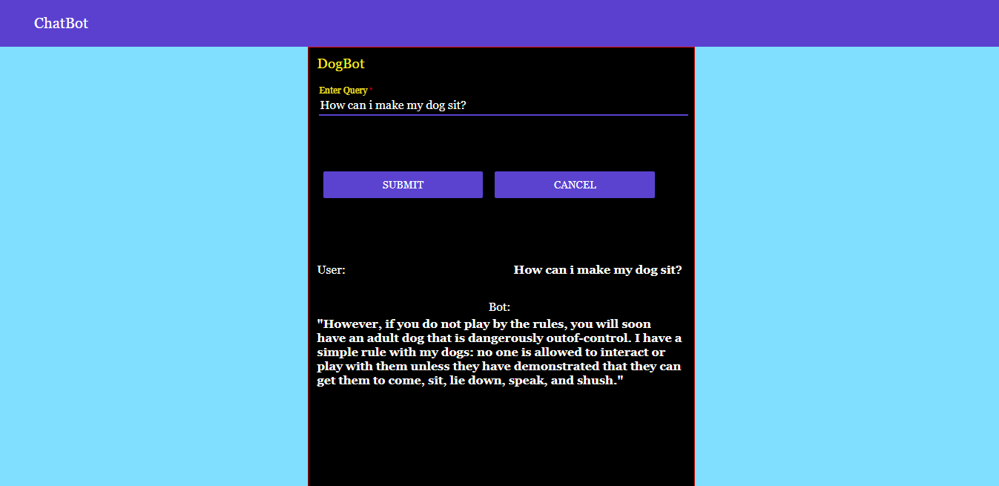 ChatBot
DogBot
Enter Query *
How can i make my dog sit?
SUBMIT
CANCEL
User:
How can i make my dog sit?
Bot:
"However, if you do not play by the rules, you will soon
have an adult dog that is dangerously outof-control. I have a
simple rule with my dogs: no one is allowed to interact or
play with them unless they have demonstrated that they can
get them to come, sit, lie down, speak, and shush."